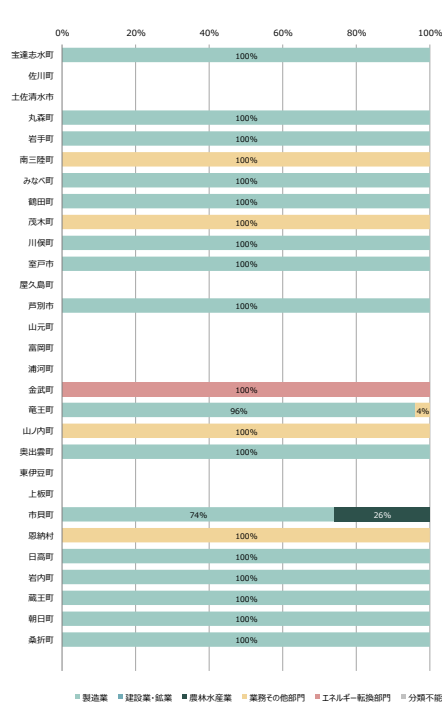 0% 20% 40% 60% 80% 100%
宝達志水町 100%
佐川町
土佐清水市
丸森町 100%
岩手町 100%
南三陸町 100%
みなべ町 100%
鶴田町 100%
茂木町 100%
川俣町 100%
室戸市 100%
屋久島町
芦別市 100%
山元町
富岡町
浦河町
金武町 100%
竜王町 96% 4%
山ノ内町 100%
奥出雲町 100%
東伊豆町
上板町
市貝町 74% 26%
恩納村 100%
日高町 100%
岩内町 100%
蔵王町 100%
朝日町 100%
桑折町 100%
製造業 建設業・鉱業 農林水産業 業務その他部門 エネルギー転換部門 分類不能